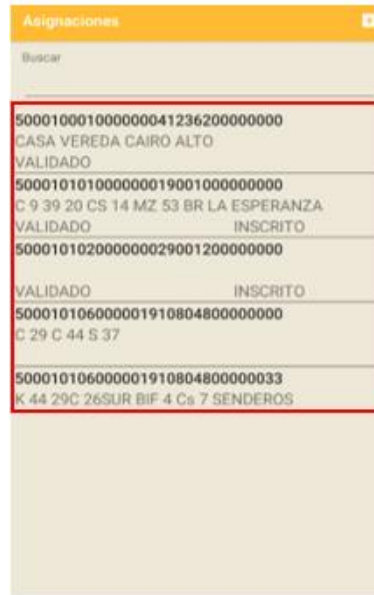 Asignaciones
Buscar
500010001000000041236200000000
CASA VEREDA CAIRO ALTO
VALIDADO
500010101000000019001000000000
C 9 39 20 CS 14 MZ 53 BR LA ESPERANZA
VALIDADO INSCRITO
500010102000000029001200000000
VALIDADO INSCRITO
500010106000001910804800000000
C 29 C 44 S 37
500010106000001910804800000033
K 44 29C 26SUR BIF 4 Cs 7 SENDEROS